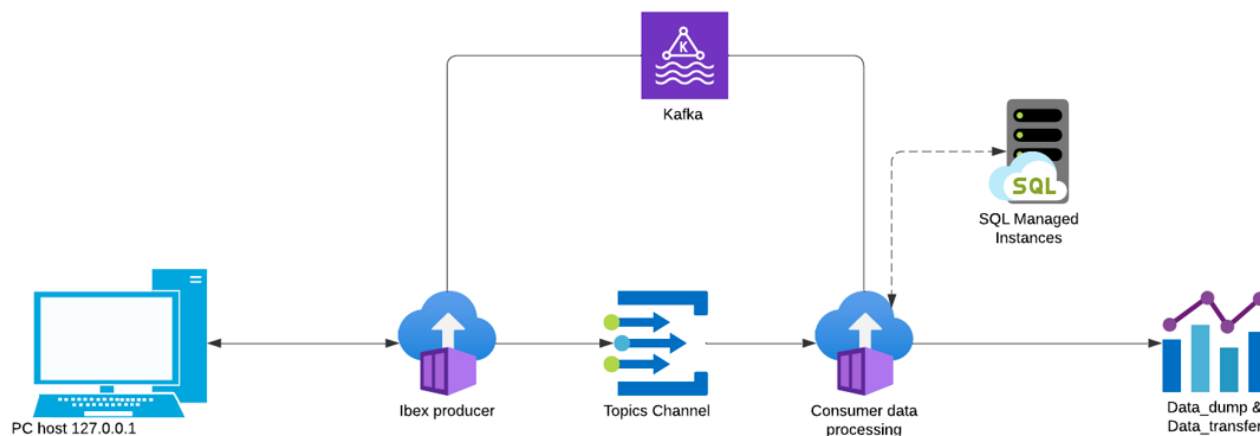 K
Kafka
SQL
SQL Managed
Instances
PC host 127.0.0.1
Ibex producer
Topics Channel
Consumer data
processing
Data_dump &
Data_transfer